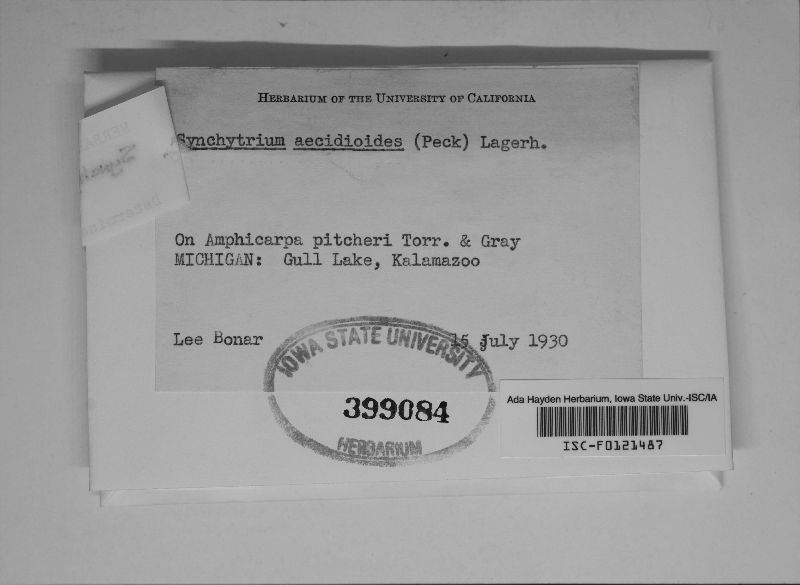 HERBARIUM OF THE UNIVERSITY OF CALIFORNIA
Synchytrium aecidioides (Peck) Lagerh.
On Amphicarpa pitcheri Torr. & Gray
MICHIGAN: Gull Lake, Kalamazoo
Lee Bonar
15 July 1930
IOWA STATE UNIVERSITY
399084
HERBARIUM
Ada Hayden Herbarium, Iowa State Univ.-ISC/IA
ISC-F0121487